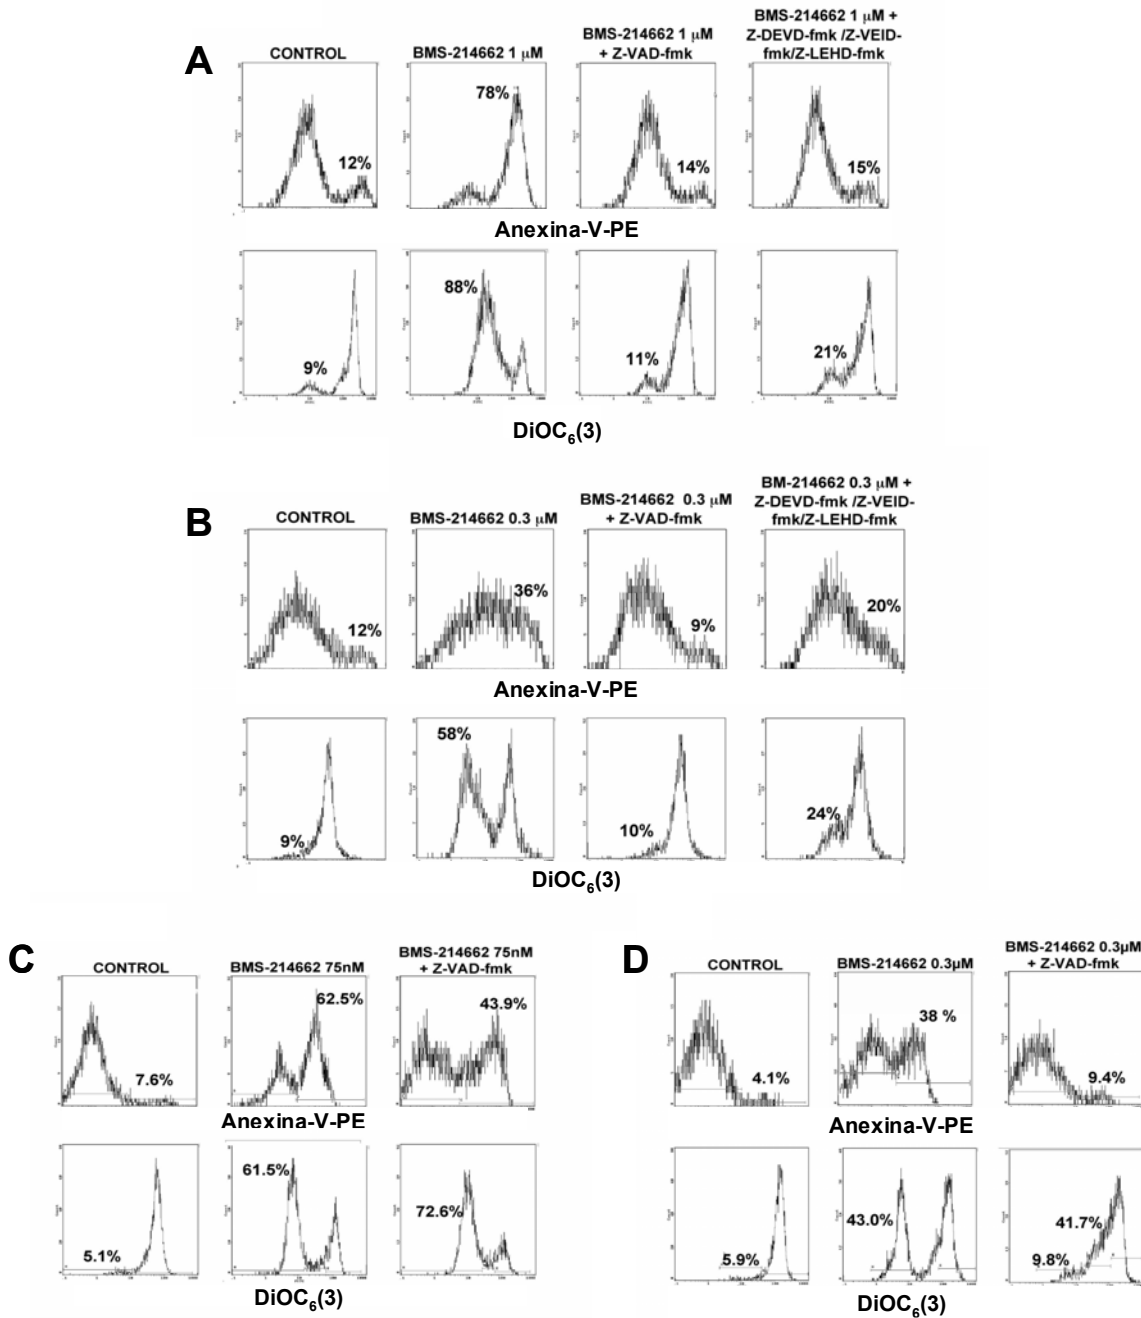 A
CONTROL
BMS-214662 1 µM
BMS-214662 1 µM
+ Z-VAD-fmk
BMS-214662 1 µM +
Z-DEVD-fmk /Z-VEID-
fmk/Z-LEHD-fmk
12%
78%
14%
15%
Anexina-V-PE
9%
88%
11%
21%
DiOC6(3)
B
CONTROL
BMS-214662 0.3 µM
BMS-214662 0.3 µM
+ Z-VAD-fmk
BM-214662 0.3 µM +
Z-DEVD-fmk /Z-VEID-
fmk/Z-LEHD-fmk
12%
36%
9%
20%
Anexina-V-PE
9%
58%
10%
24%
DiOC6(3)
C
CONTROL
BMS-214662 75nM
BMS-214662 75nM
+ Z-VAD-fmk
7.6%
62.5%
43.9%
Anexina-V-PE
5.1%
61.5%
72.6%
DiOC6(3)
D
CONTROL
BMS-214662 0.3µM
BMS-214662 0.3µM
+ Z-VAD-fmk
4.1%
38 %
9.4%
Anexina-V-PE
5.9%
43.0%
41.7%
9.8%
DiOC6(3)